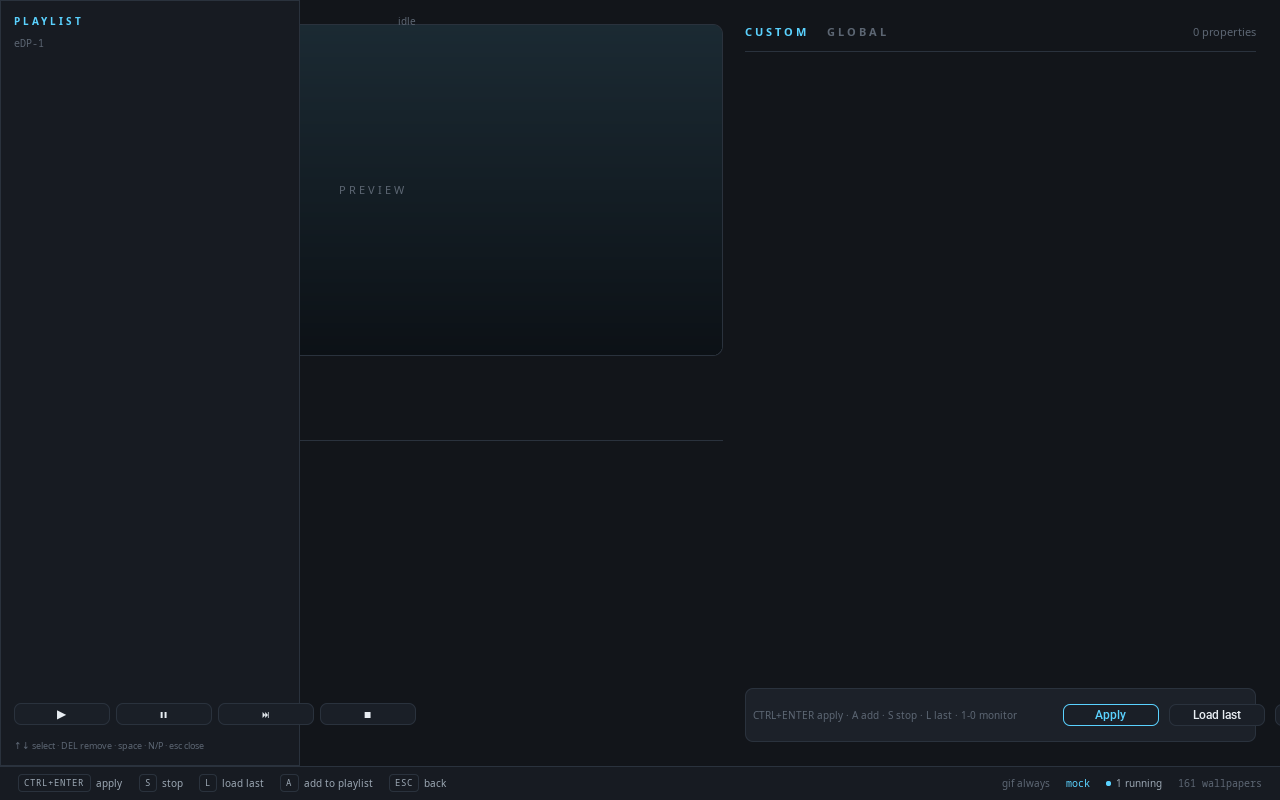 PLAYLIST
eDP-1
idle
PREVIEW
CUSTOM GLOBAL 0 properties
CTRL+ENTER apply · A add · S stop · L last · 1-0 monitor Apply Load last
↑↓ select · DEL remove · space · N/P · esc close
CTRL+ENTER apply S stop L load last A add to playlist ESC back gif always mock 1 running 161 wallpapers